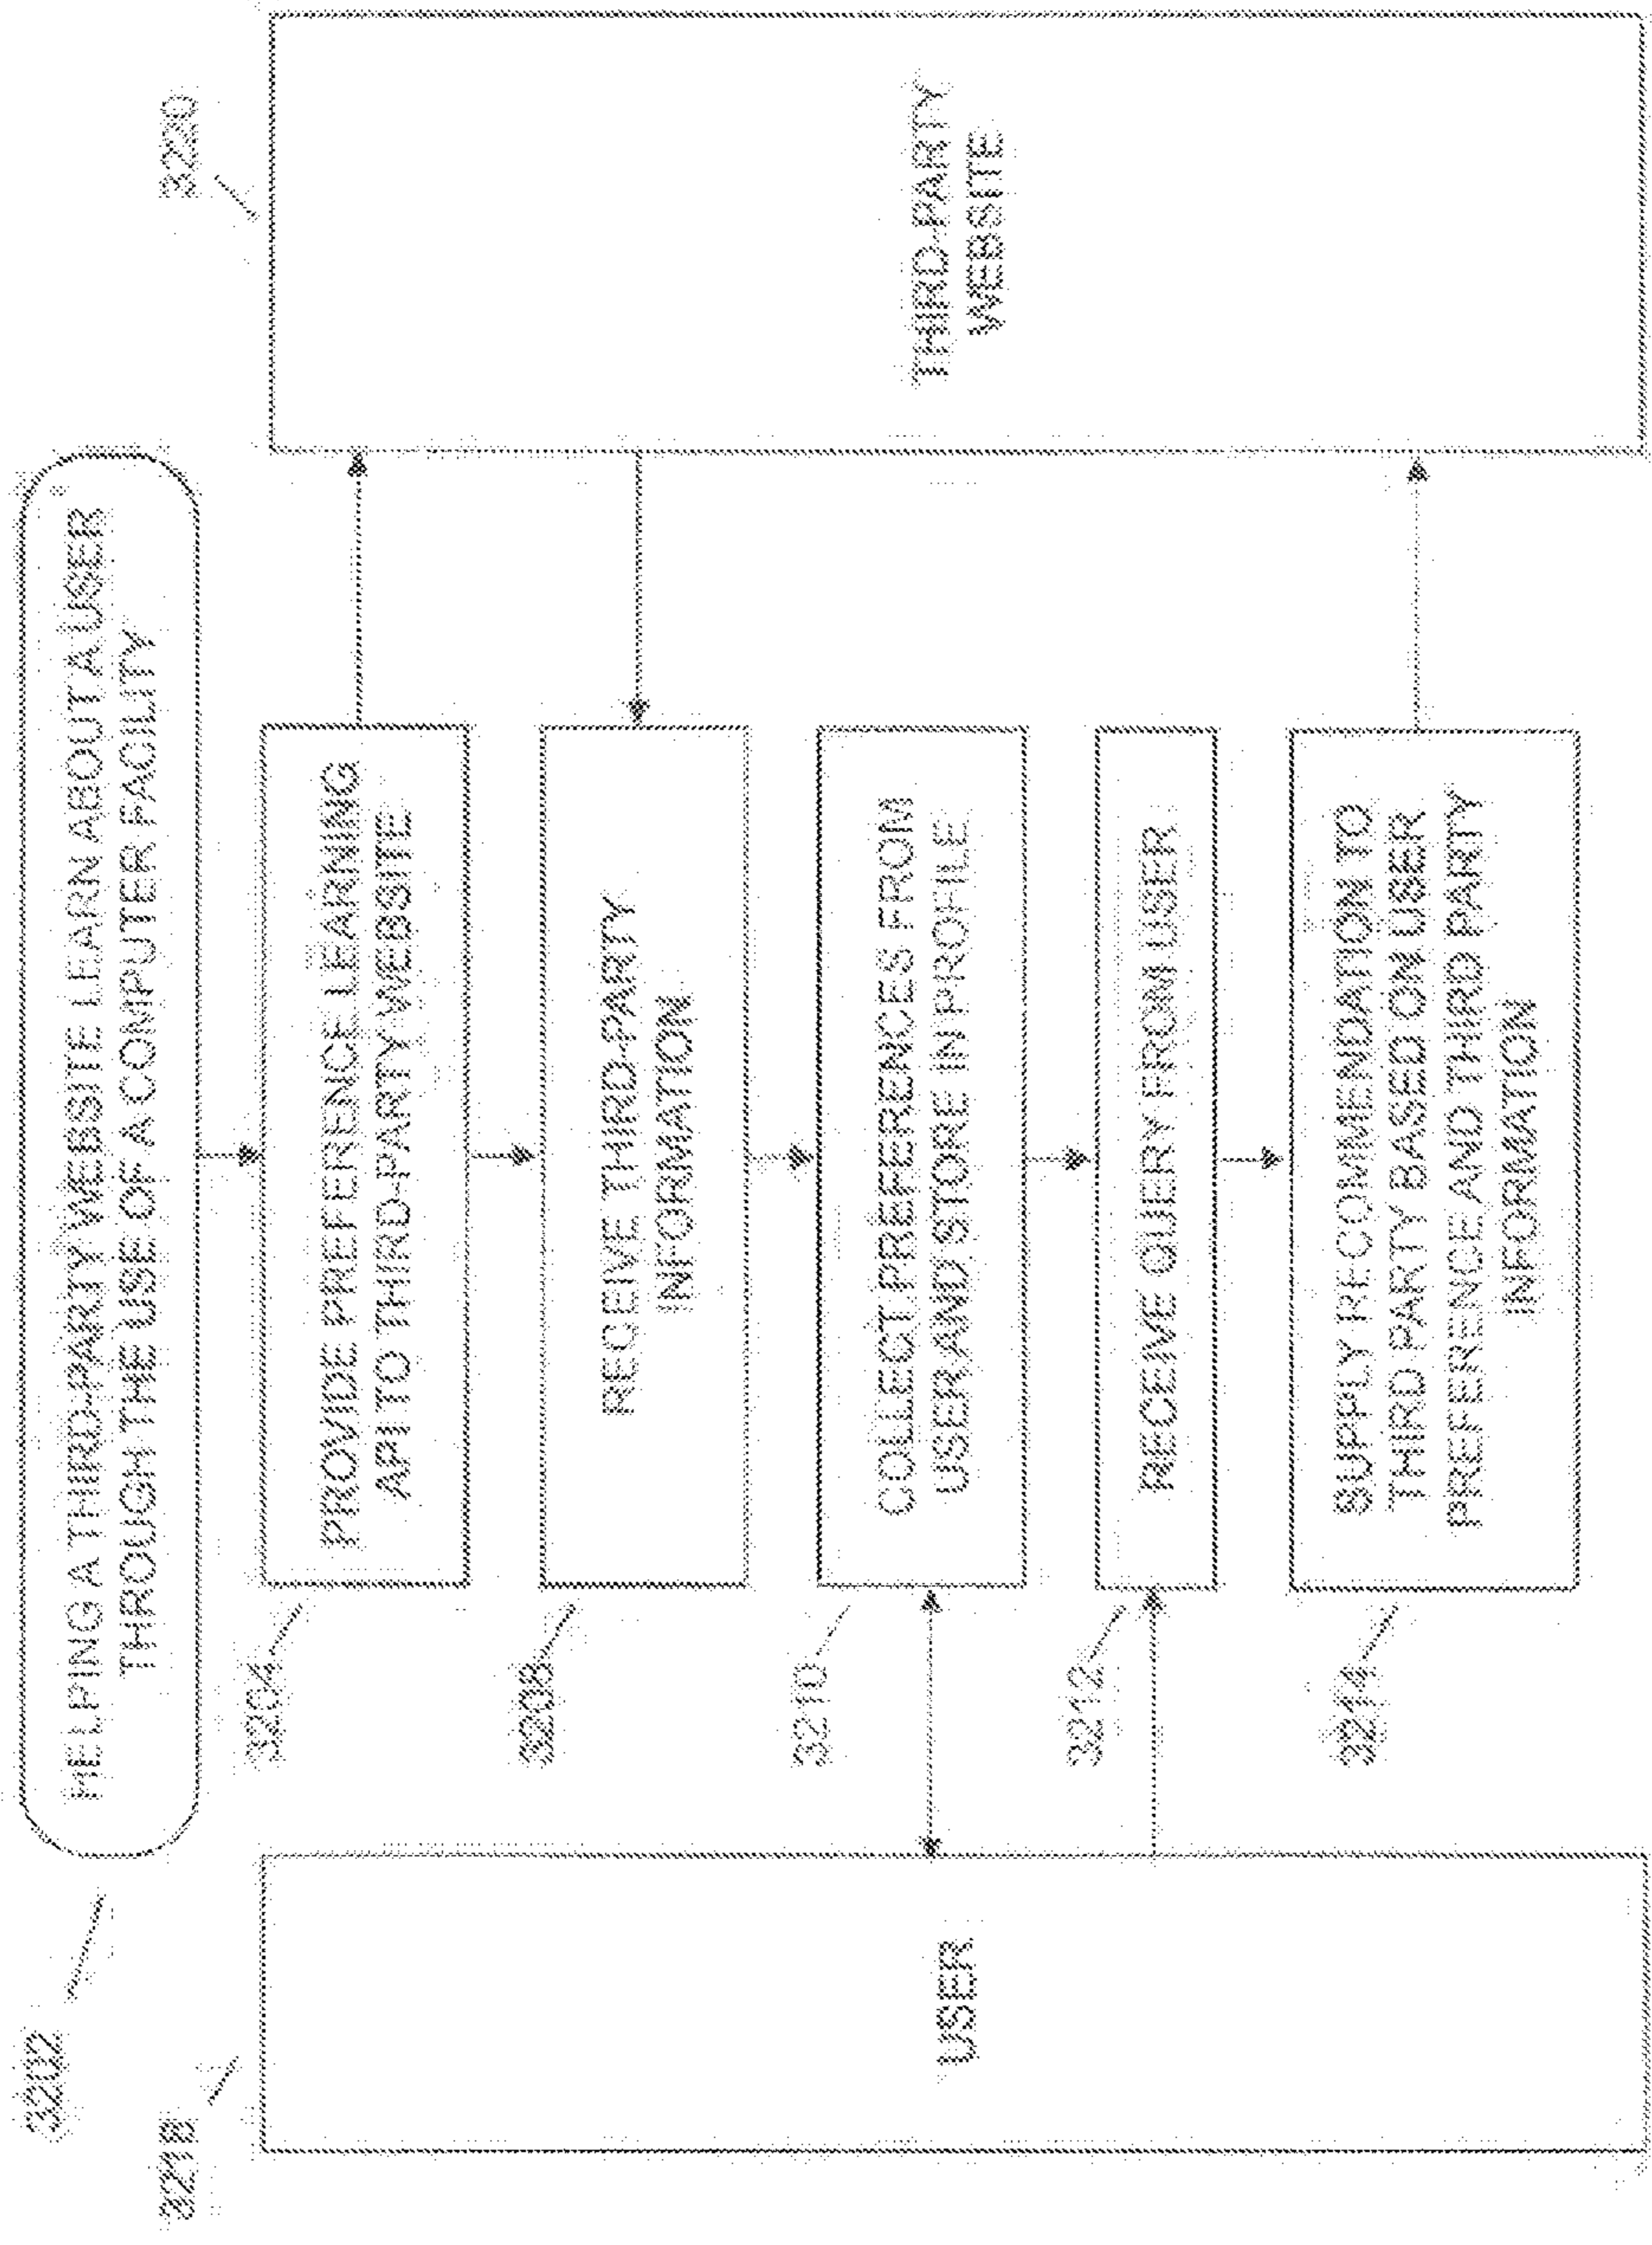 3202
HELPING A THIRD-PARTY WEBSITE LEARN ABOUT A USER
THROUGH THE USE OF A COMPUTER FACILITY
3218
USER
3204
PROVIDE PREFERENCE LEARNING
API TO THIRD-PARTY WEBSITE
3208
RECEIVE THIRD-PARTY
INFORMATION
3210
COLLECT PREFERENCES FROM
USER AND STORE IN PROFILE
3212
RECEIVE QUERY FROM USER
3214
SUPPLY RECOMMENDATION TO
THIRD PARTY BASED ON USER
PREFERENCE AND THIRD PARTY
INFORMATION
3220
THIRD-PARTY
WEBSITE